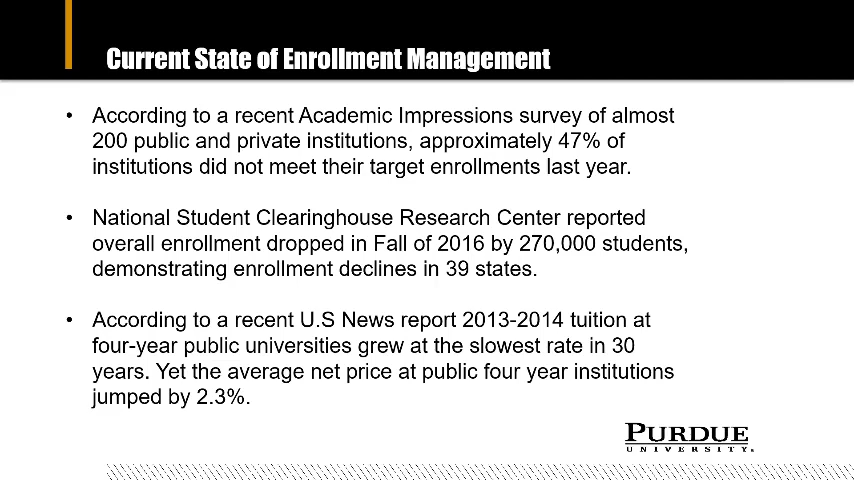 Current State of Enrollment Management
• According to a recent Academic Impressions survey of almost
200 public and private institutions, approximately 47% of
institutions did not meet their target enrollments last year.
• National Student Clearinghouse Research Center reported
overall enrollment dropped in Fall of 2016 by 270,000 students,
demonstrating enrollment declines in 39 states.
• According to a recent U.S News report 2013-2014 tuition at
four-year public universities grew at the slowest rate in 30
years. Yet the average net price at public four year institutions
jumped by 2.3%.
PURDUE
UNIVERSITY.